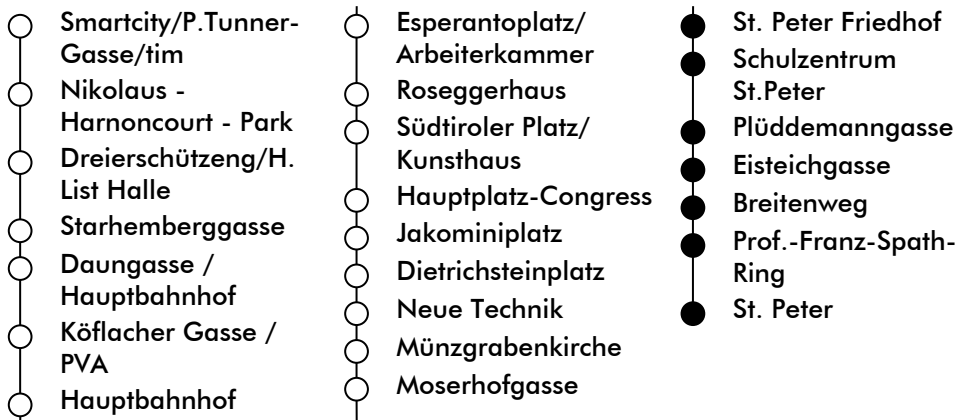 Smartcity/P.Tunner-
Gasse/tim
Nikolaus -
Harnoncourt - Park
Dreierschützeng/H.
List Halle
Starhemberggasse
Daungasse /
Hauptbahnhof
Köflacher Gasse /
PVA
Hauptbahnhof
Esperantoplatz/
Arbeiterkammer
Roseggerhaus
Südtiroler Platz/
Kunsthaus
Hauptplatz-Congress
Jakominiplatz
Dietrichsteinplatz
Neue Technik
Münzgrabenkirche
Moserhofgasse
St. Peter Friedhof
Schulzentrum
St.Peter
Plüddemanngasse
Eisteichgasse
Breitenweg
Prof.-Franz-Spath-
Ring
St. Peter